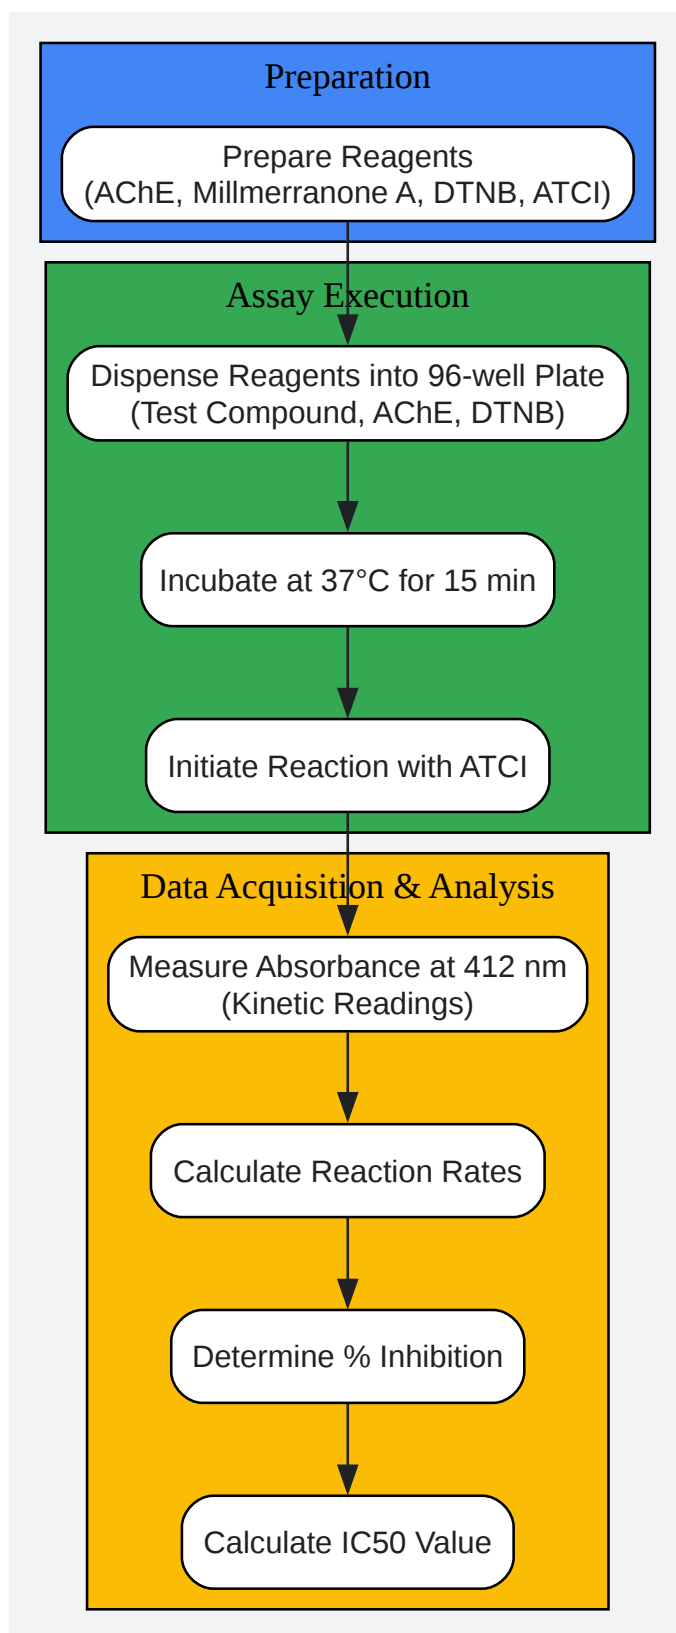 Preparation
Prepare Reagents
(AChE, Millmerranone A, DTNB, ATCI)
Assay Execution
Dispense Reagents into 96-well Plate
(Test Compound, AChE, DTNB)
Incubate at 37°C for 15 min
Initiate Reaction with ATCI
Data Acquisition & Analysis
Measure Absorbance at 412 nm
(Kinetic Readings)
Calculate Reaction Rates
Determine % Inhibition
Calculate IC50 Value